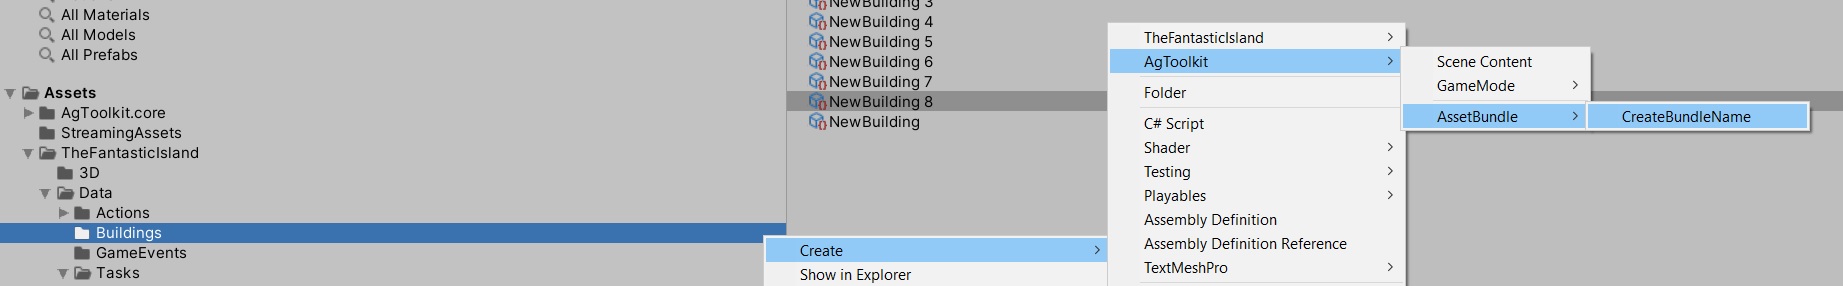 All Materials
All Models
All Prefabs
Assets
AgToolkit.core
StreamingAssets
TheFantasticIsland
3D
Data
Actions
Buildings
GameEvents
Tasks
NewBuilding 3
NewBuilding 4
NewBuilding 5
NewBuilding 6
NewBuilding 7
NewBuilding 8
NewBuilding
Create
Show in Explorer
TheFantasticIsland
AgToolkit
Folder
C# Script
Shader
Testing
Playables
Assembly Definition
Assembly Definition Reference
TextMeshPro
Scene Content
GameMode
AssetBundle
CreateBundleName